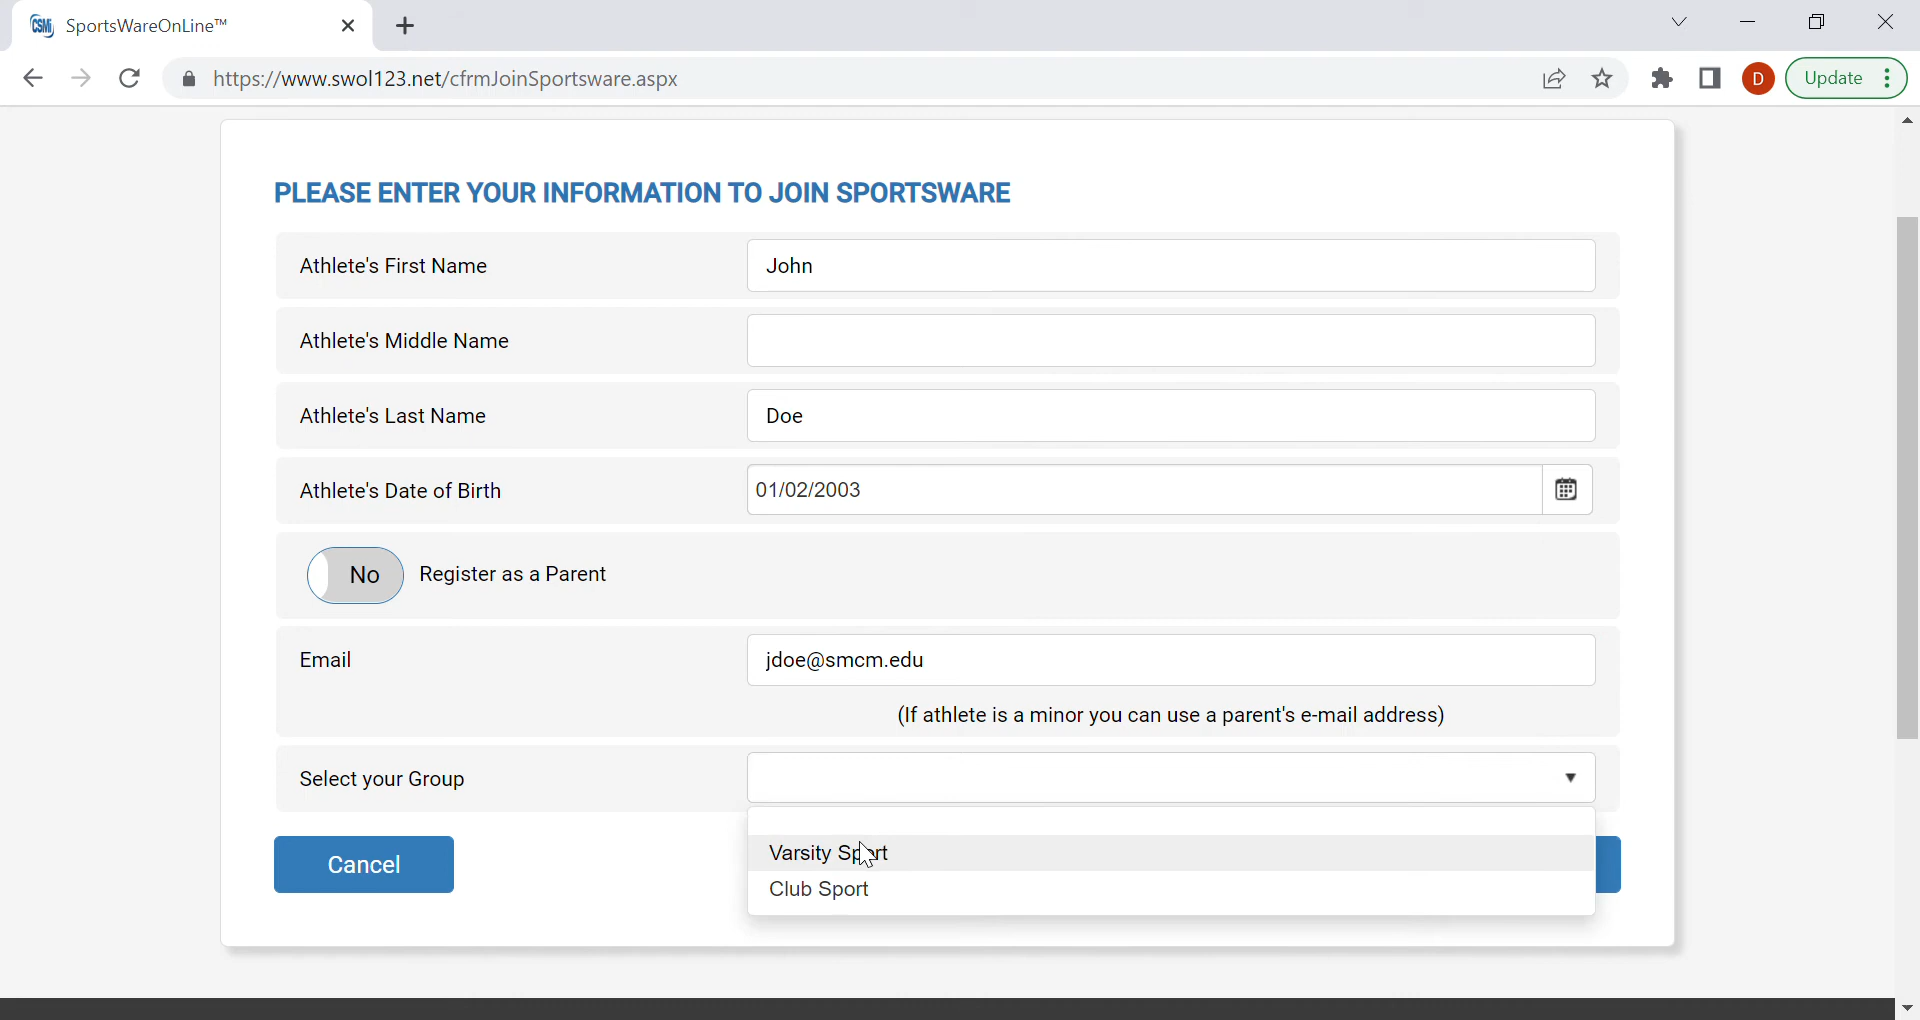 CSMi SportsWareOnLine™
https://www.swol123.net/cfrmJoinSportsware.aspx
D
Update
PLEASE ENTER YOUR INFORMATION TO JOIN SPORTSWARE
Athlete's First Name John
Athlete's Middle Name
Athlete's Last Name Doe
Athlete's Date of Birth 01/02/2003
No Register as a Parent
Email jdoe@smcm.edu
(If athlete is a minor you can use a parent's e-mail address)
Select your Group
Varsity Sport
Cancel
Club Sport